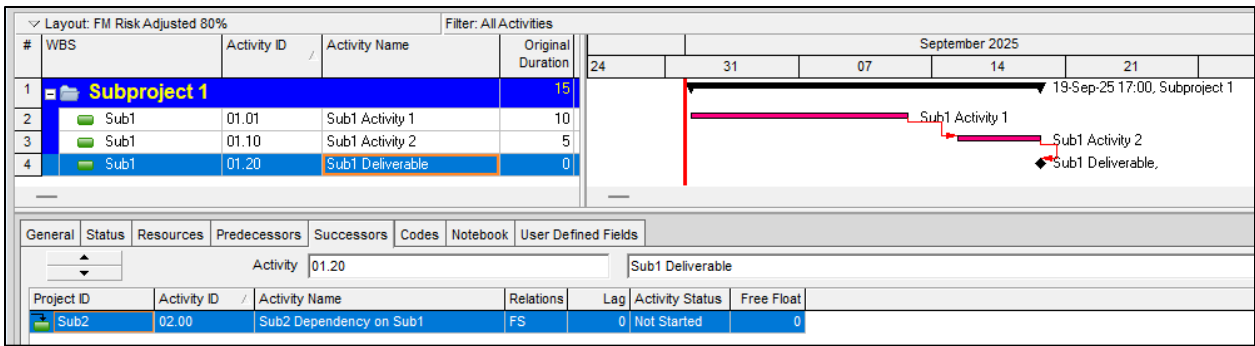 Layout: FM Risk Adjusted 80% Filter: All Activities
# WBS Activity ID Activity Name Original Duration September 2025
24 31 07 14 21
1 Subproject 1 15 19-Sep-25 17:00, Subproject 1
2 Sub1 01.01 Sub1 Activity 1 10 Sub1 Activity 1
3 Sub1 01.10 Sub1 Activity 2 5 Sub1 Activity 2
4 Sub1 01.20 Sub1 Deliverable 0 Sub1 Deliverable,
General Status Resources Predecessors Successors Codes Notebook User Defined Fields
Activity 01.20 Sub1 Deliverable
Project ID Activity ID Activity Name Relations Lag Activity Status Free Float
Sub2 02.00 Sub2 Dependency on Sub1 FS 0 Not Started 0